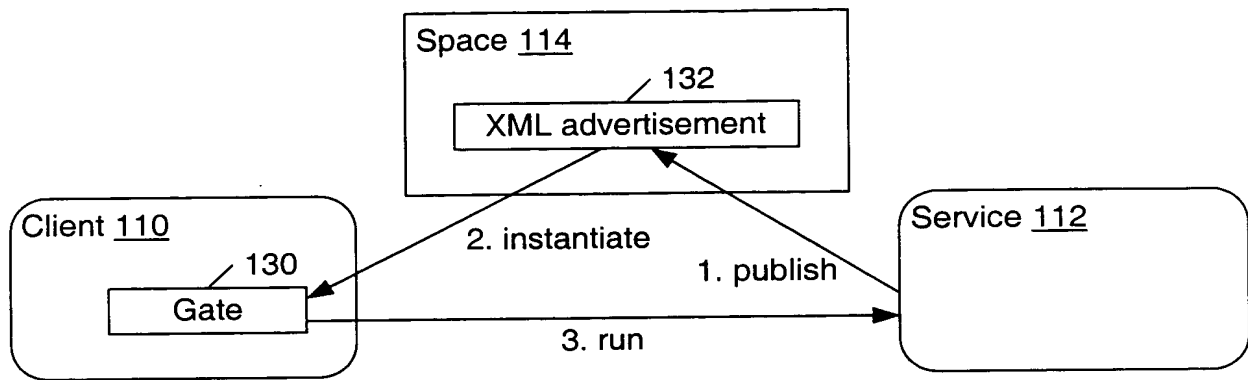 Space 114
132
XML advertisement
Client 110
2. instantiate
Service 112
130
1. publish
Gate
3. run